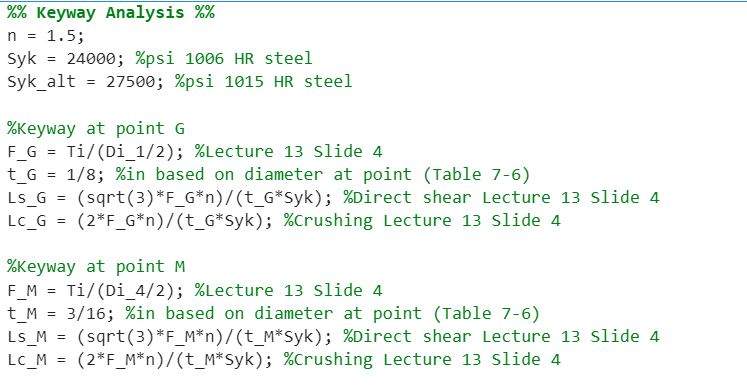 %% Keyway Analysis %%
n = 1.5;
Syk = 24000; %psi 1006 HR steel
Syk_alt = 27500; %psi 1015 HR steel
%Keyway at point G
F_G = Ti/(Di_1/2); %Lecture 13 Slide 4
t_G = 1/8; %in based on diameter at point (Table 7-6)
Ls_G = (sqrt(3)*F_G*n)/(t_G*Syk); %Direct shear Lecture 13 Slide 4
Lc_G = (2*F_G*n)/(t_G*Syk); %Crushing Lecture 13 Slide 4
%Keyway at point M
F_M = Ti/(Di_4/2); %Lecture 13 Slide 4
t_M = 3/16; %in based on diameter at point (Table 7-6)
Ls_M = (sqrt(3)*F_M*n)/(t_M*Syk); %Direct shear Lecture 13 Slide 4
Lc_M = (2*F_M*n)/(t_M*Syk); %Crushing Lecture 13 Slide 4